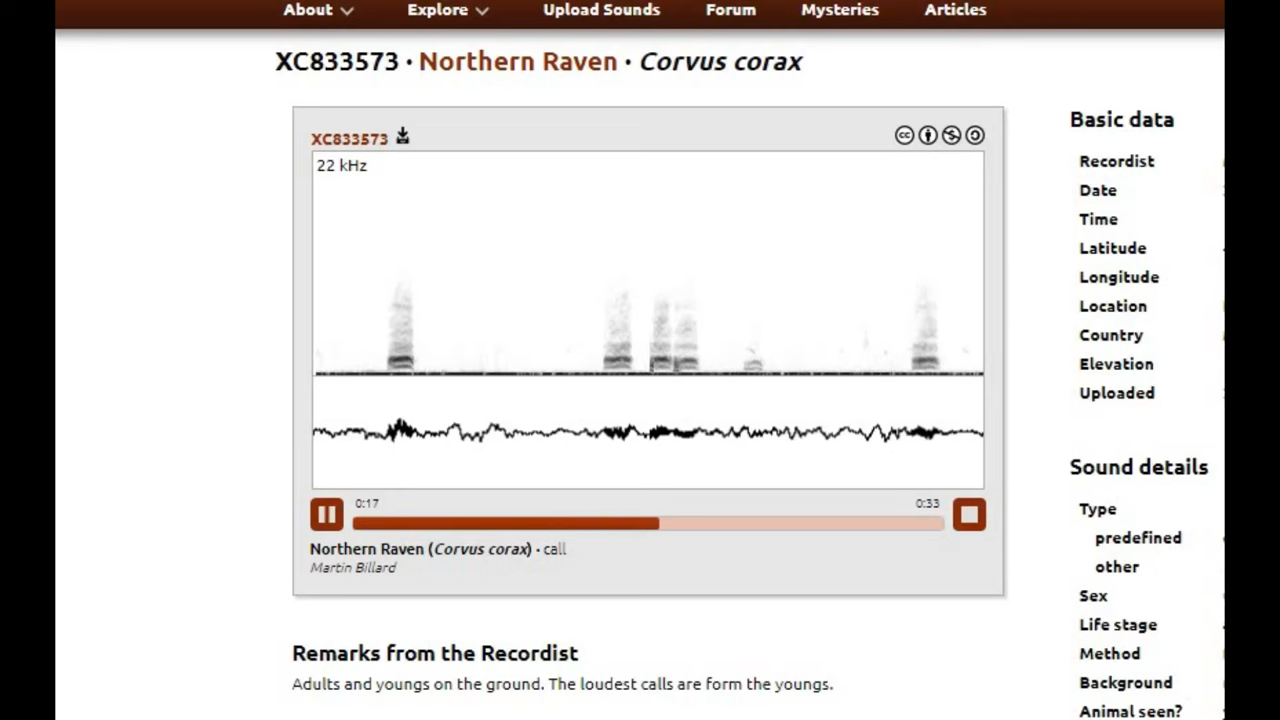 About Explore Upload Sounds Forum Mysteries Articles
XC833573 · Northern Raven · Corvus corax
XC833573
22 kHz
0:17 0:33
Northern Raven (Corvus corax) · call
Martin Billard
Remarks from the Recordist
Adults and youngs on the ground. The loudest calls are form the youngs.
Basic data
Recordist
Date
Time
Latitude
Longitude
Location
Country
Elevation
Uploaded
Sound details
Type
predefined
other
Sex
Life stage
Method
Background
Animal seen?